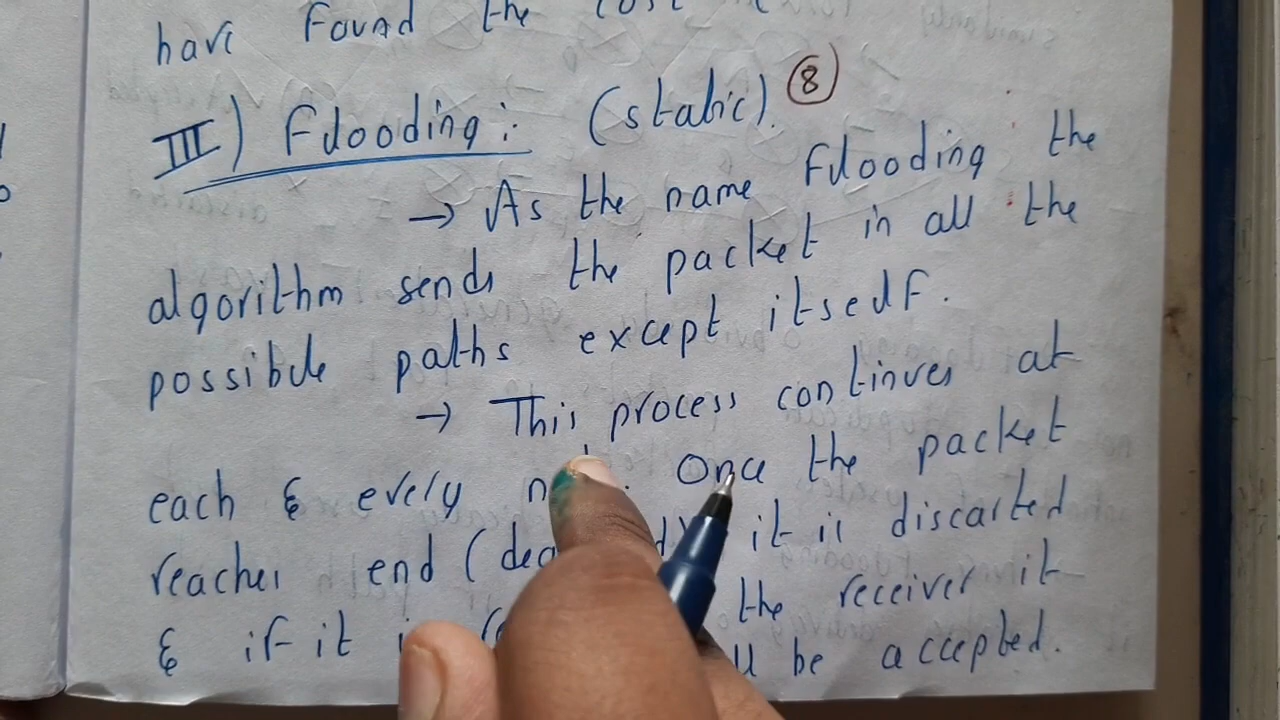 have found the
III) Flooding: (static). 8
→ As the name Flooding the
algorithm sends the packet in all the
possible paths except itself.
→ This process continues at
each & every Once the packet
reaches end ( it is discarted
& if it the receiver it
be accepted.